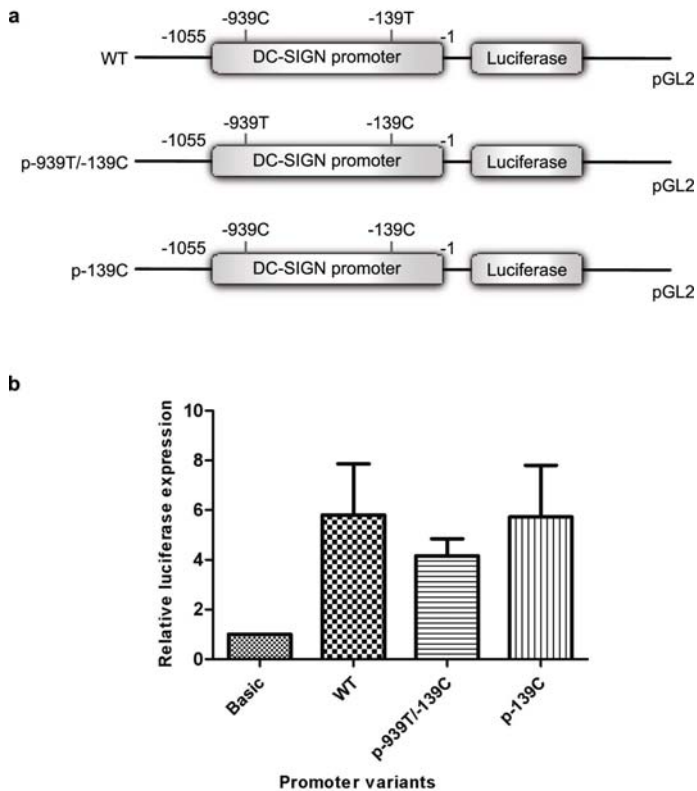 a
-939C -139T
-1055 -1
WT DC-SIGN promoter Luciferase
pGL2
-939T -139C
-1055 -1
p-939T/-139C DC-SIGN promoter Luciferase
pGL2
-939C -139C
-1055 -1
p-139C DC-SIGN promoter Luciferase
pGL2
b
Relative luciferase expression
10
8
6
4
2
0
Basic
WT
p-939T/-139C
p-139C
Promoter variants